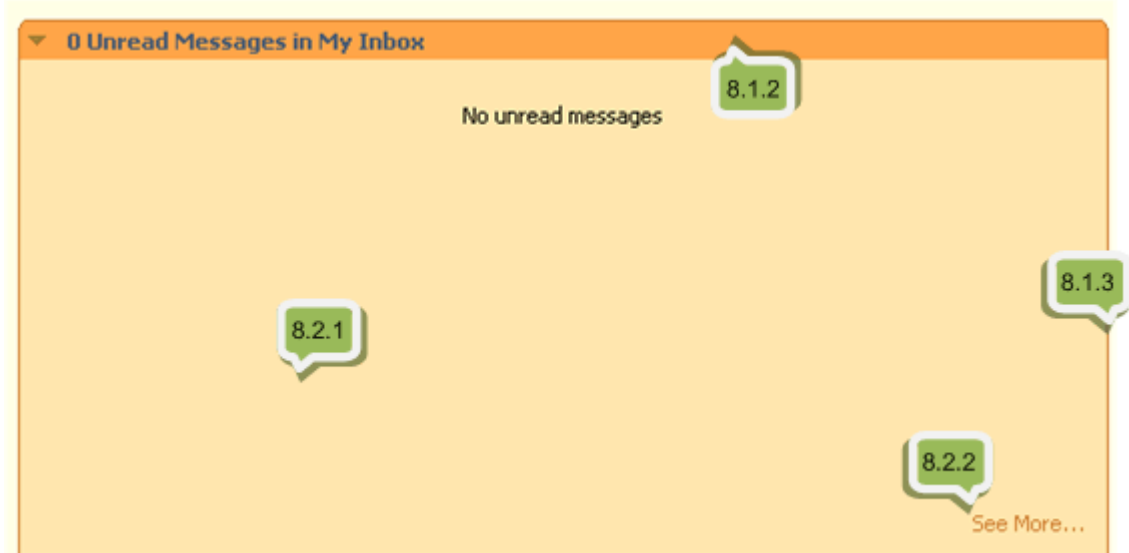 0 Unread Messages in My Inbox
8.1.2
No unread messages
8.1.3
8.2.1
8.2.2
See More...